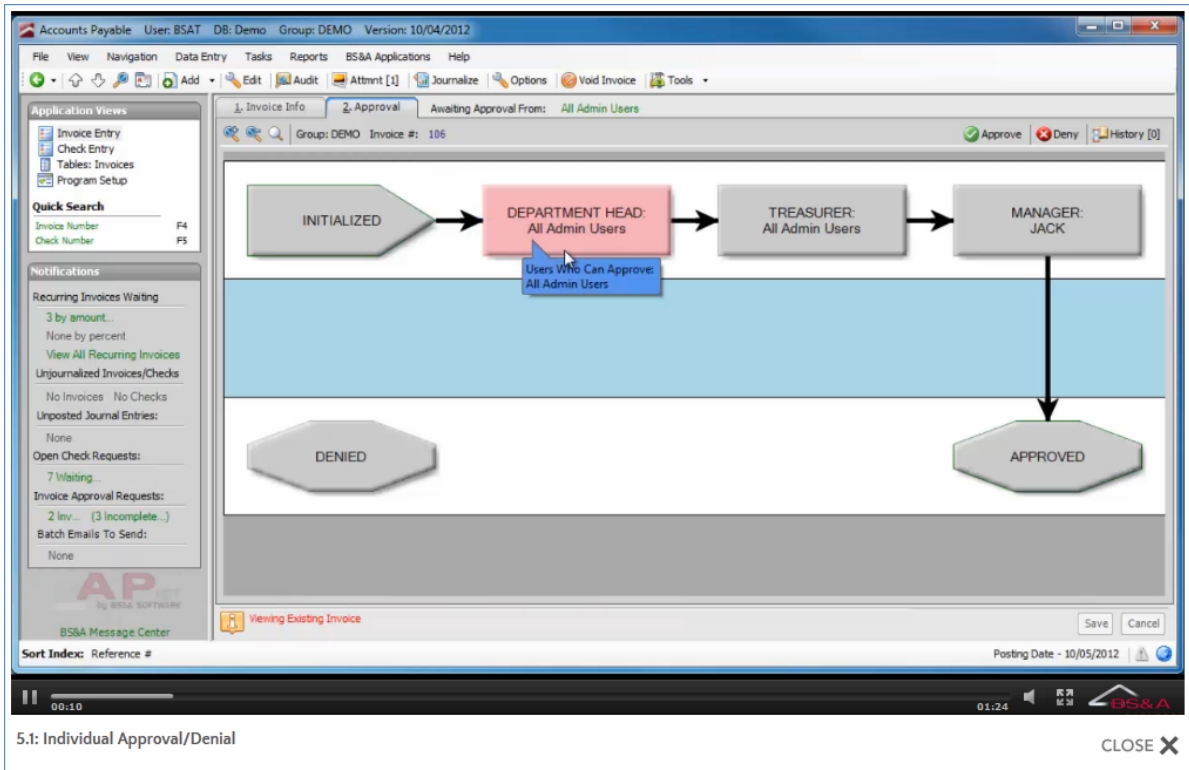 Accounts Payable User: BSAT DB: Demo Group: DEMO Version: 10/04/2012
File View Navigation Data Entry Tasks Reports BS&A Applications Help
Add Edit Audit Attmnt [1] Journalize Options Void Invoice Tools
Application Views
Invoice Entry
Check Entry
Tables: Invoices
Program Setup
Quick Search
Invoice Number F4
Check Number F5
Notifications
Recurring Invoices Waiting
3 by amount...
None by percent
View All Recurring Invoices
Unjournalized Invoices/Checks
No Invoices No Checks
Unposted Journal Entries:
None
Open Check Requests:
7 Waiting...
Invoice Approval Requests:
2 Inv... (3 Incomplete...)
Batch Emails To Send:
None
AP.NET
by BS&A SOFTWARE
BS&A Message Center
1. Invoice Info 2. Approval Awaiting Approval From: All Admin Users
Group: DEMO Invoice #: 106 Approve Deny History [0]
INITIALIZED
DEPARTMENT HEAD:
All Admin Users
TREASURER:
All Admin Users
MANAGER:
JACK
Users Who Can Approve:
All Admin Users
DENIED
APPROVED
Viewing Existing Invoice
Save Cancel
Sort Index: Reference # Posting Date - 10/05/2012
00:10 01:24
BS&A
5.1: Individual Approval/Denial
CLOSE